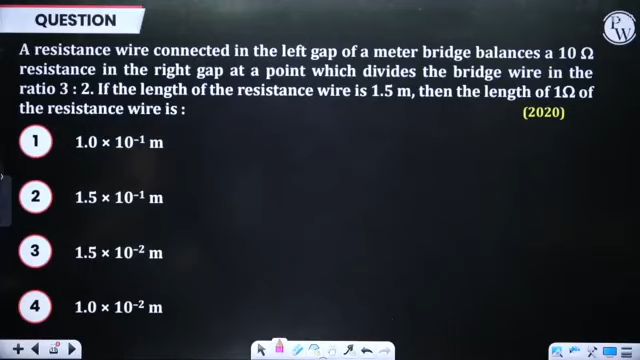 QUESTION
P
W
A resistance wire connected in the left gap of a meter bridge balances a 10 Ω
resistance in the right gap at a point which divides the bridge wire in the
ratio 3 : 2. If the length of the resistance wire is 1.5 m, then the length of 1Ω of
the resistance wire is :
(2020)
1
1.0 × 10⁻¹ m
2
1.5 × 10⁻¹ m
3
1.5 × 10⁻² m
4
1.0 × 10⁻² m